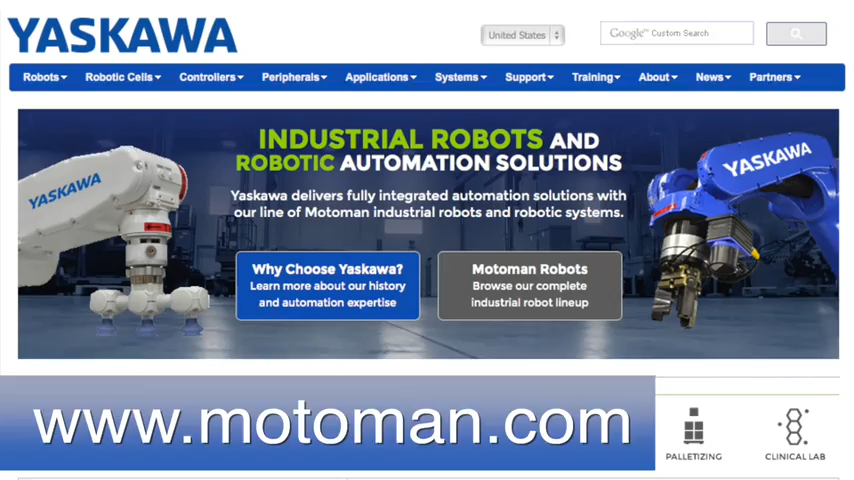 YASKAWA
United States
Google™ Custom Search
Robots Robotic Cells Controllers Peripherals Applications Systems Support Training About News Partners
INDUSTRIAL ROBOTS AND
ROBOTIC AUTOMATION SOLUTIONS
Yaskawa delivers fully integrated automation solutions with
our line of Motoman industrial robots and robotic systems.
YASKAWA
YASKAWA
Why Choose Yaskawa?
Learn more about our history
and automation expertise
Motoman Robots
Browse our complete
industrial robot lineup
www.motoman.com
PALLETIZING
CLINICAL LAB